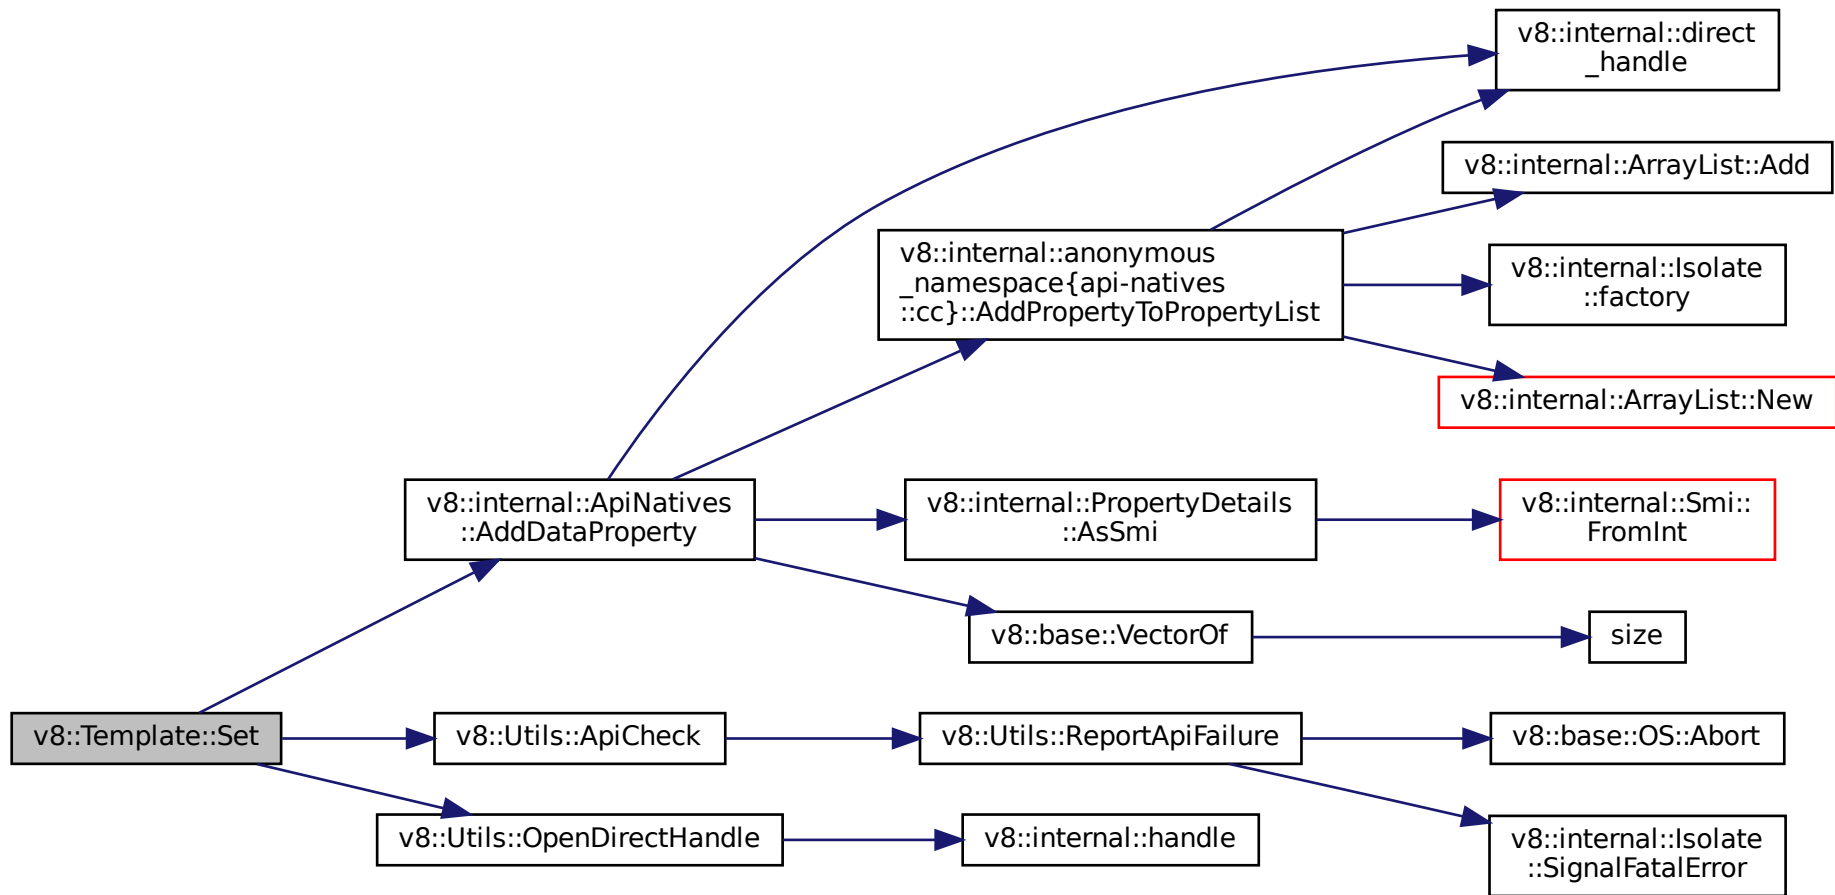 v8::internal::direct
_handle
v8::internal::ArrayList::Add
v8::internal::anonymous
_namespace{api-natives
::cc}::AddPropertyToPropertyList
v8::internal::Isolate
::factory
v8::internal::ArrayList::New
v8::internal::ApiNatives
::AddDataProperty
v8::internal::PropertyDetails
::AsSmi
v8::internal::Smi::
FromInt
v8::base::VectorOf
size
v8::Template::Set
v8::Utils::ApiCheck
v8::Utils::ReportApiFailure
v8::base::OS::Abort
v8::Utils::OpenDirectHandle
v8::internal::handle
v8::internal::Isolate
::SignalFatalError